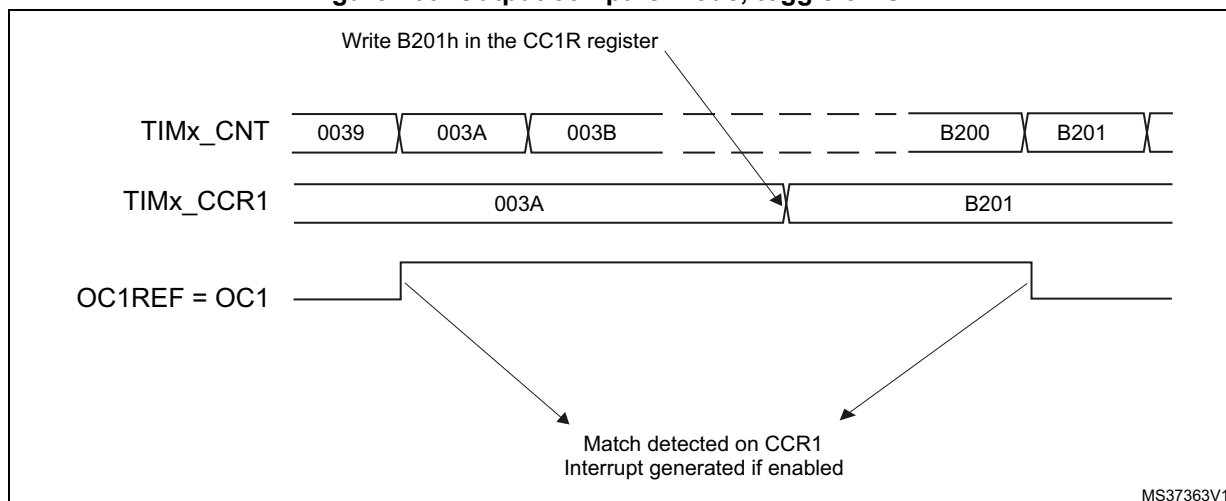 Write B201h in the CC1R register
TIMx_CNT 0039 003A 003B B200 B201
TIMx_CCR1 003A B201
OC1REF = OC1
Match detected on CCR1
Interrupt generated if enabled
MS37363V1